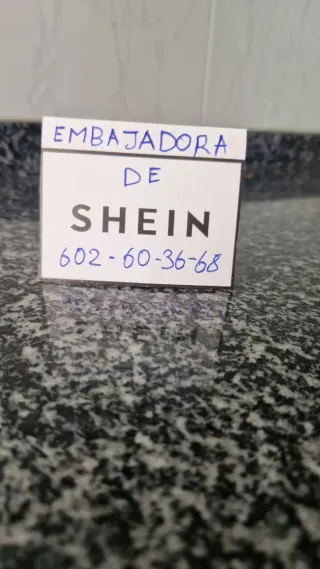 EMBAJADORA
DE
SHEIN
602-60-36-68